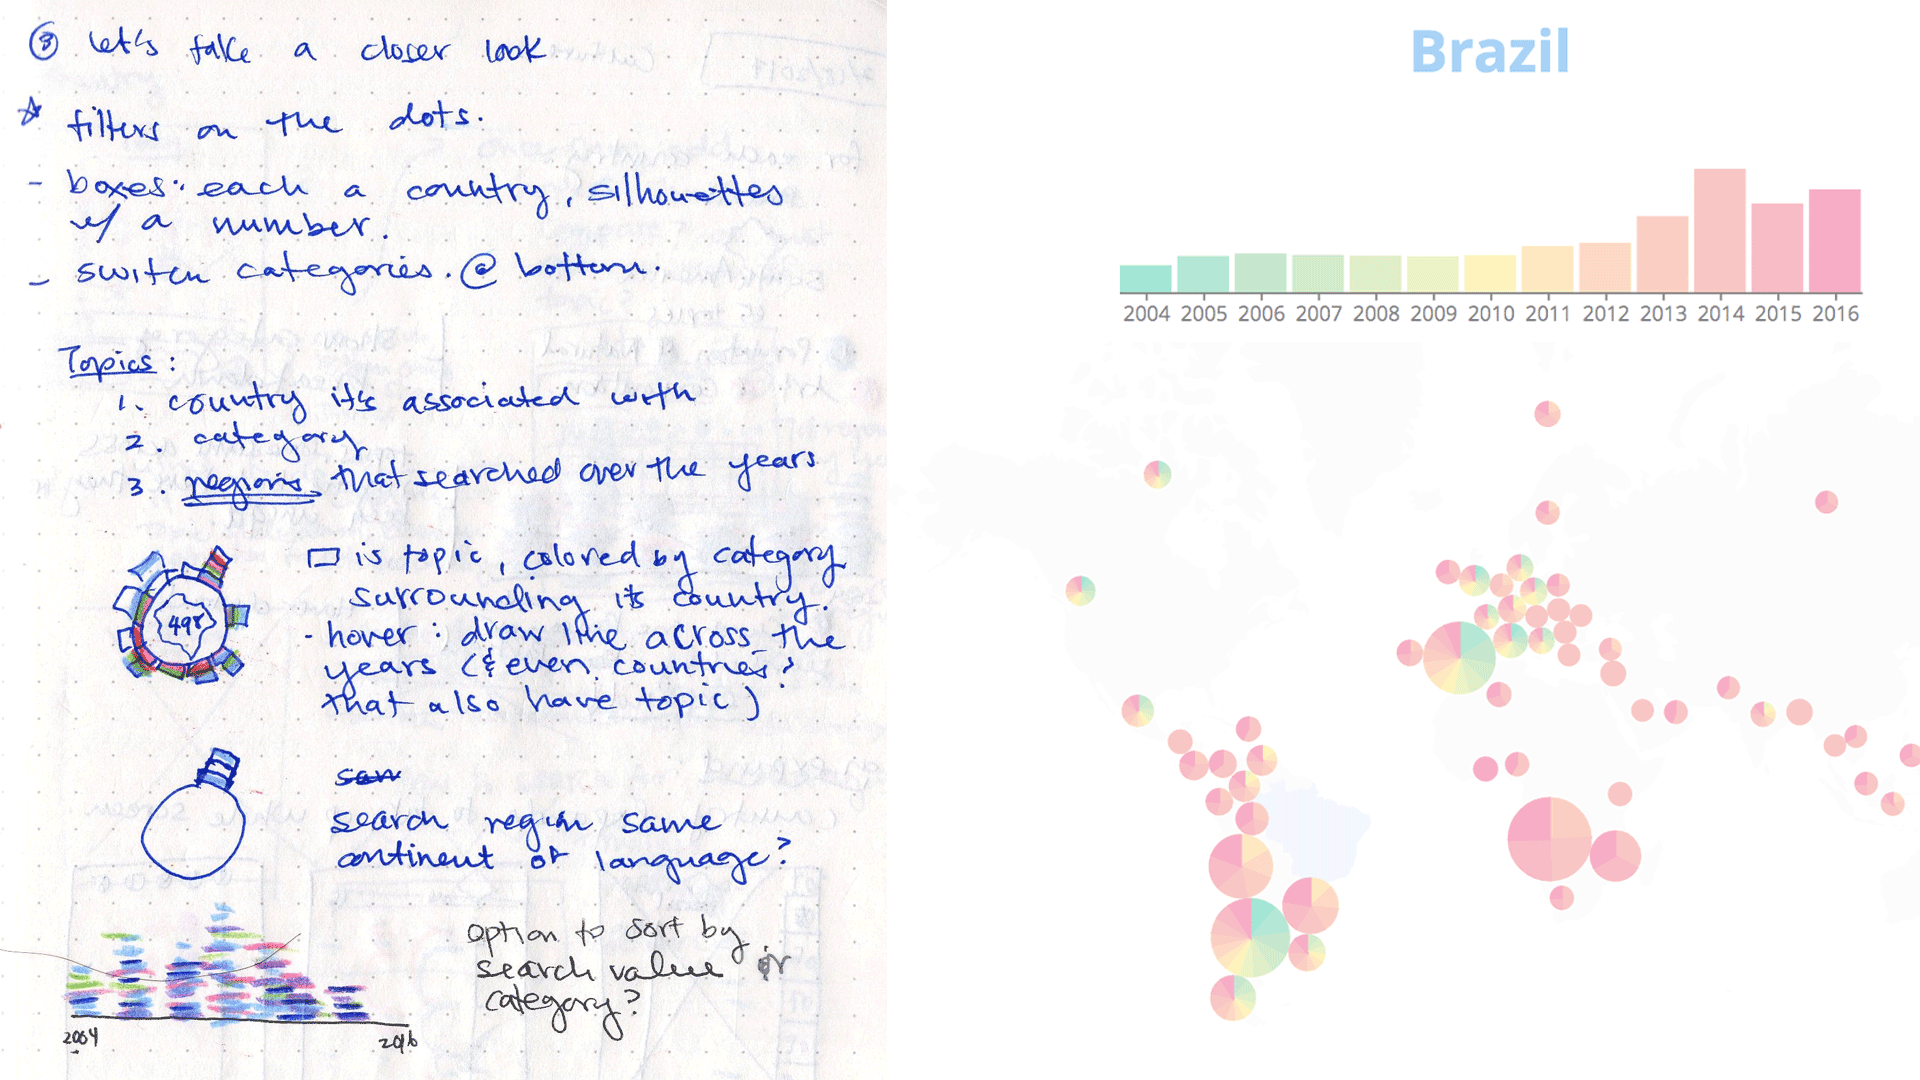 ③ let's take a closer look
☆ filters on the dots.
- boxes: each a country, silhouettes
w/ a number.
- switch categories. @ bottom.
Topics:
1. country it's associated with
2. category
3. regions that searched over the years
498
▭ is topic, colored by category
surrounding its country.
- hover: draw line across the
years (& even countries?
that also have topic)
search region same
continent or language?
option to sort by
search value or
category?
2004
2016
Brazil
2004 2005 2006 2007 2008 2009 2010 2011 2012 2013 2014 2015 2016